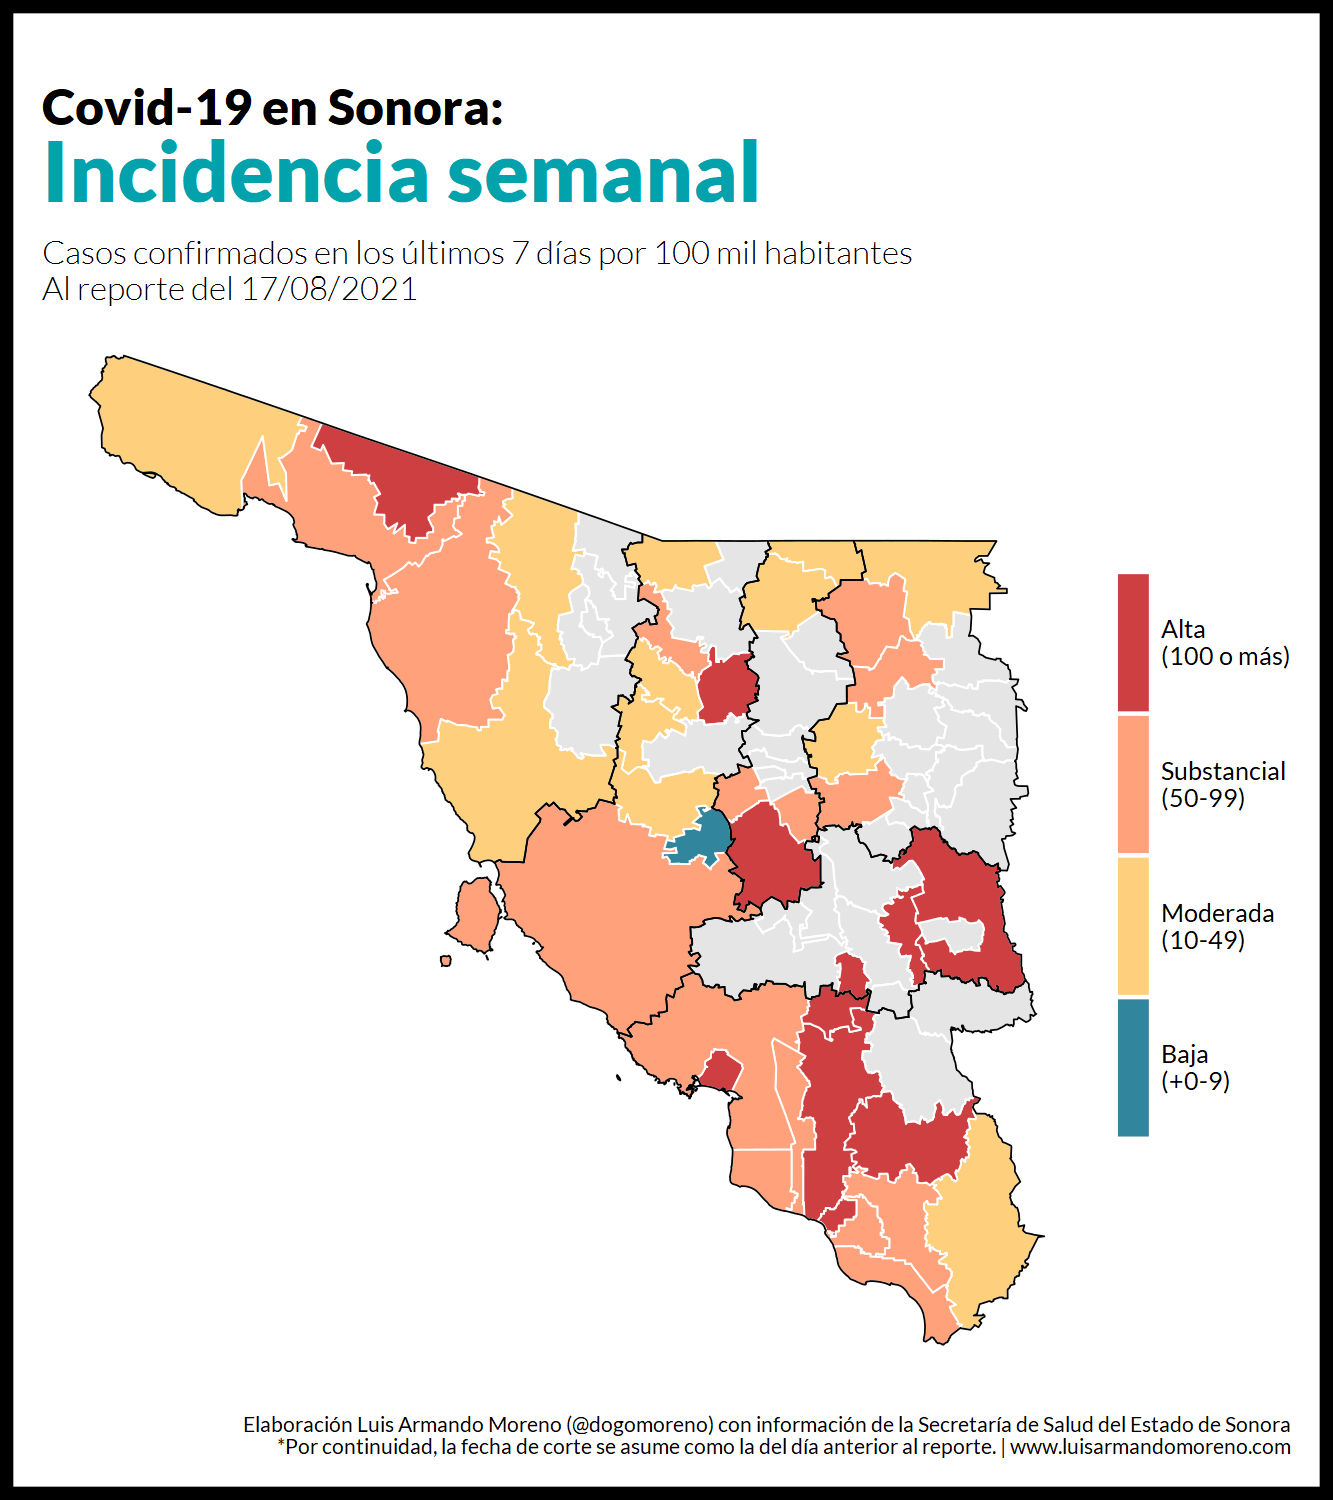 Covid-19 en Sonora:
Incidencia semanal
Casos confirmados en los últimos 7 días por 100 mil habitantes
Al reporte del 17/08/2021
Alta
(100 o más)
Substancial
(50-99)
Moderada
(10-49)
Baja
(+0-9)
Elaboración Luis Armando Moreno (@dogomoreno) con información de la Secretaría de Salud del Estado de Sonora
*Por continuidad, la fecha de corte se asume como la del día anterior al reporte. | www.luisarmandomoreno.com